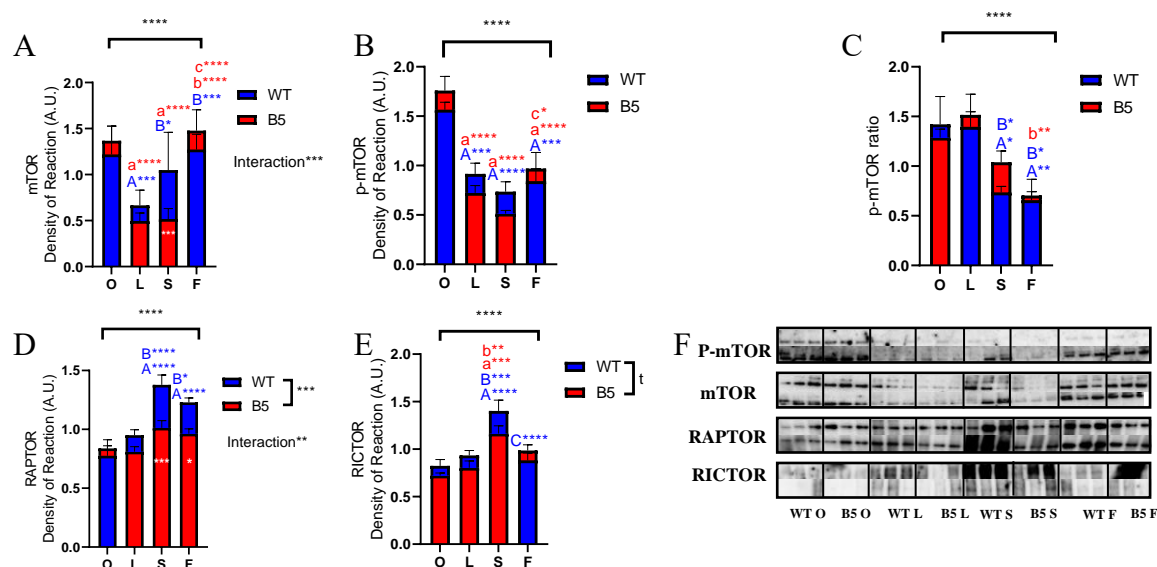 A
****
mTOR
Density of Reaction (A.U.)
2.0
1.5
1.0
0.5
0.0
a****
A***
a****
B*
***
c****
b****
B***
O L S F
WT
B5
Interaction***
B
****
p-mTOR
Density of Reaction (A.U.)
2.0
1.5
1.0
0.5
0.0
a****
A***
a****
A****
c*
a****
A***
O L S F
WT
B5
C
****
p-mTOR ratio
2.0
1.5
1.0
0.5
0.0
B*
A*
b**
B*
A**
O L S F
WT
B5
D
****
RAPTOR
Density of Reaction (A.U.)
1.5
1.0
0.5
0.0
B****
A****
B*
A****
***
*
O L S F
WT
B5
***
Interaction**
E
****
RICTOR
Density of Reaction (A.U.)
2.0
1.5
1.0
0.5
0.0
b**
a***
B***
A****
C****
O L S F
WT
B5
t
F
P-mTOR
mTOR
RAPTOR
RICTOR
WT O B5 O WT L B5 L WT S B5 S WT F B5 F